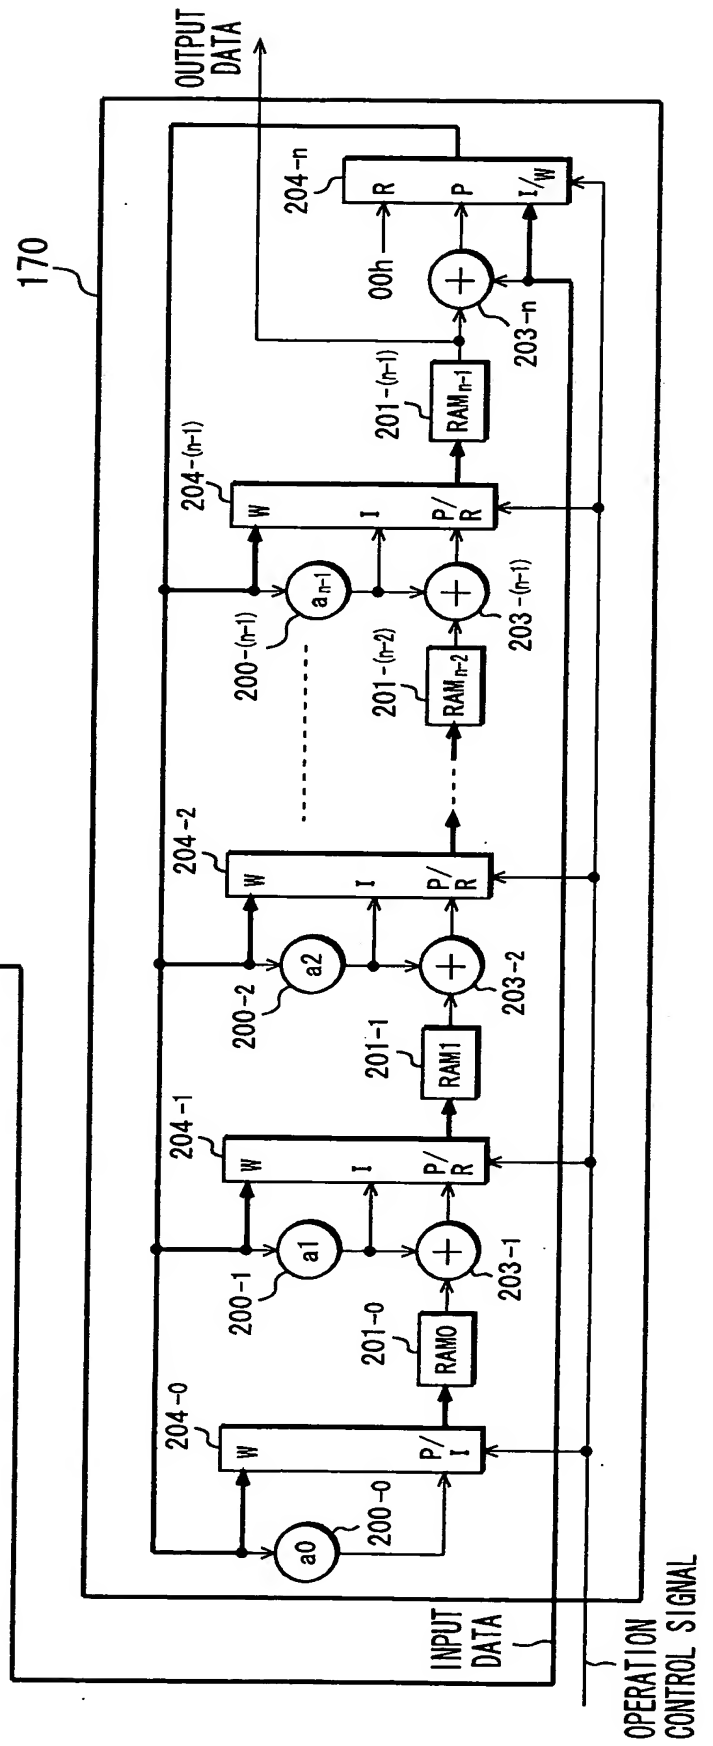 170
OUTPUT
DATA
204-n
R
P
I/W
00h
203-n
201-(n-1)
RAMn-1
204-(n-1)
W
I
P/
R
an-1
200-(n-1)
203-(n-1)
201-(n-2)
RAMn-2
204-2
W
I
P/
R
a2
200-2
203-2
201-1
RAM1
204-1
W
I
P/
R
a1
200-1
203-1
201-0
RAM0
204-0
W
P/
I
a0
200-0
INPUT
DATA
OPERATION
CONTROL SIGNAL